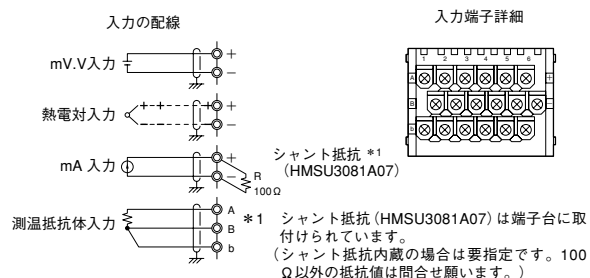 入力の配線
入力端子詳細
mV.V入力
+
−
熱電対入力
+ +
+
− −
−
mA 入力
+
−
R
100Ω
シャント抵抗 *1
(HMSU3081A07)
測温抵抗体入力
A
B
b
1 2 3 4 5 6
A
+
B
−
b
*1 シャント抵抗(HMSU3081A07)は端子台に取
付けられています。
(シャント抵抗内蔵の場合は要指定です。100
Ω以外の抵抗値は問合せ願います。)